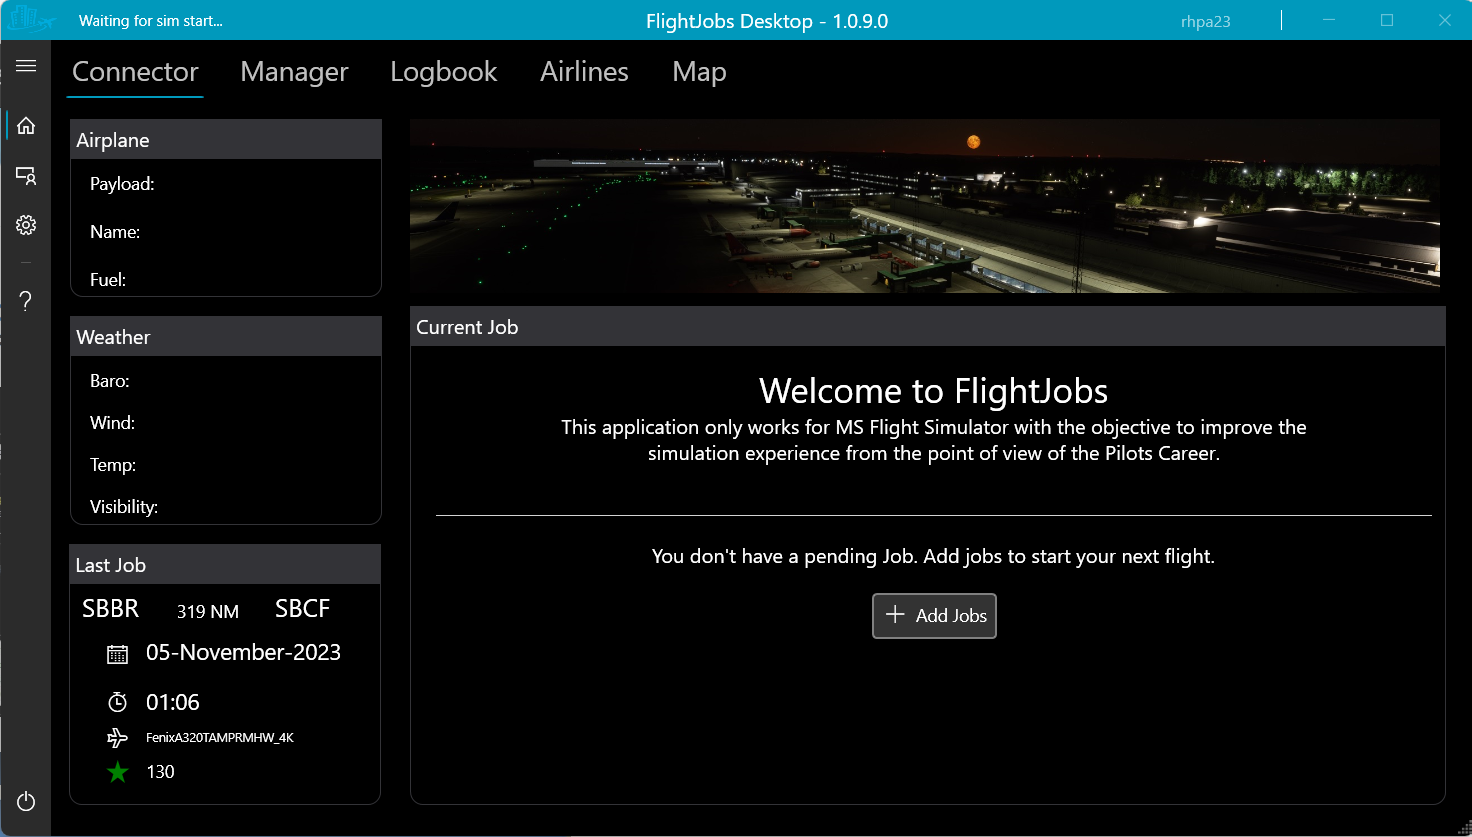 Waiting for sim start...
FlightJobs Desktop - 1.0.9.0
rhpa23
Connector
Manager
Logbook
Airlines
Map
Airplane
Payload:
Name:
Fuel:
Weather
Baro:
Wind:
Temp:
Visibility:
Last Job
SBBR
319 NM
SBCF
05-November-2023
01:06
FenixA320TAMPRMHW_4K
130
Current Job
Welcome to FlightJobs
This application only works for MS Flight Simulator with the objective to improve the
simulation experience from the point of view of the Pilots Career.
You don't have a pending Job. Add jobs to start your next flight.
Add Jobs